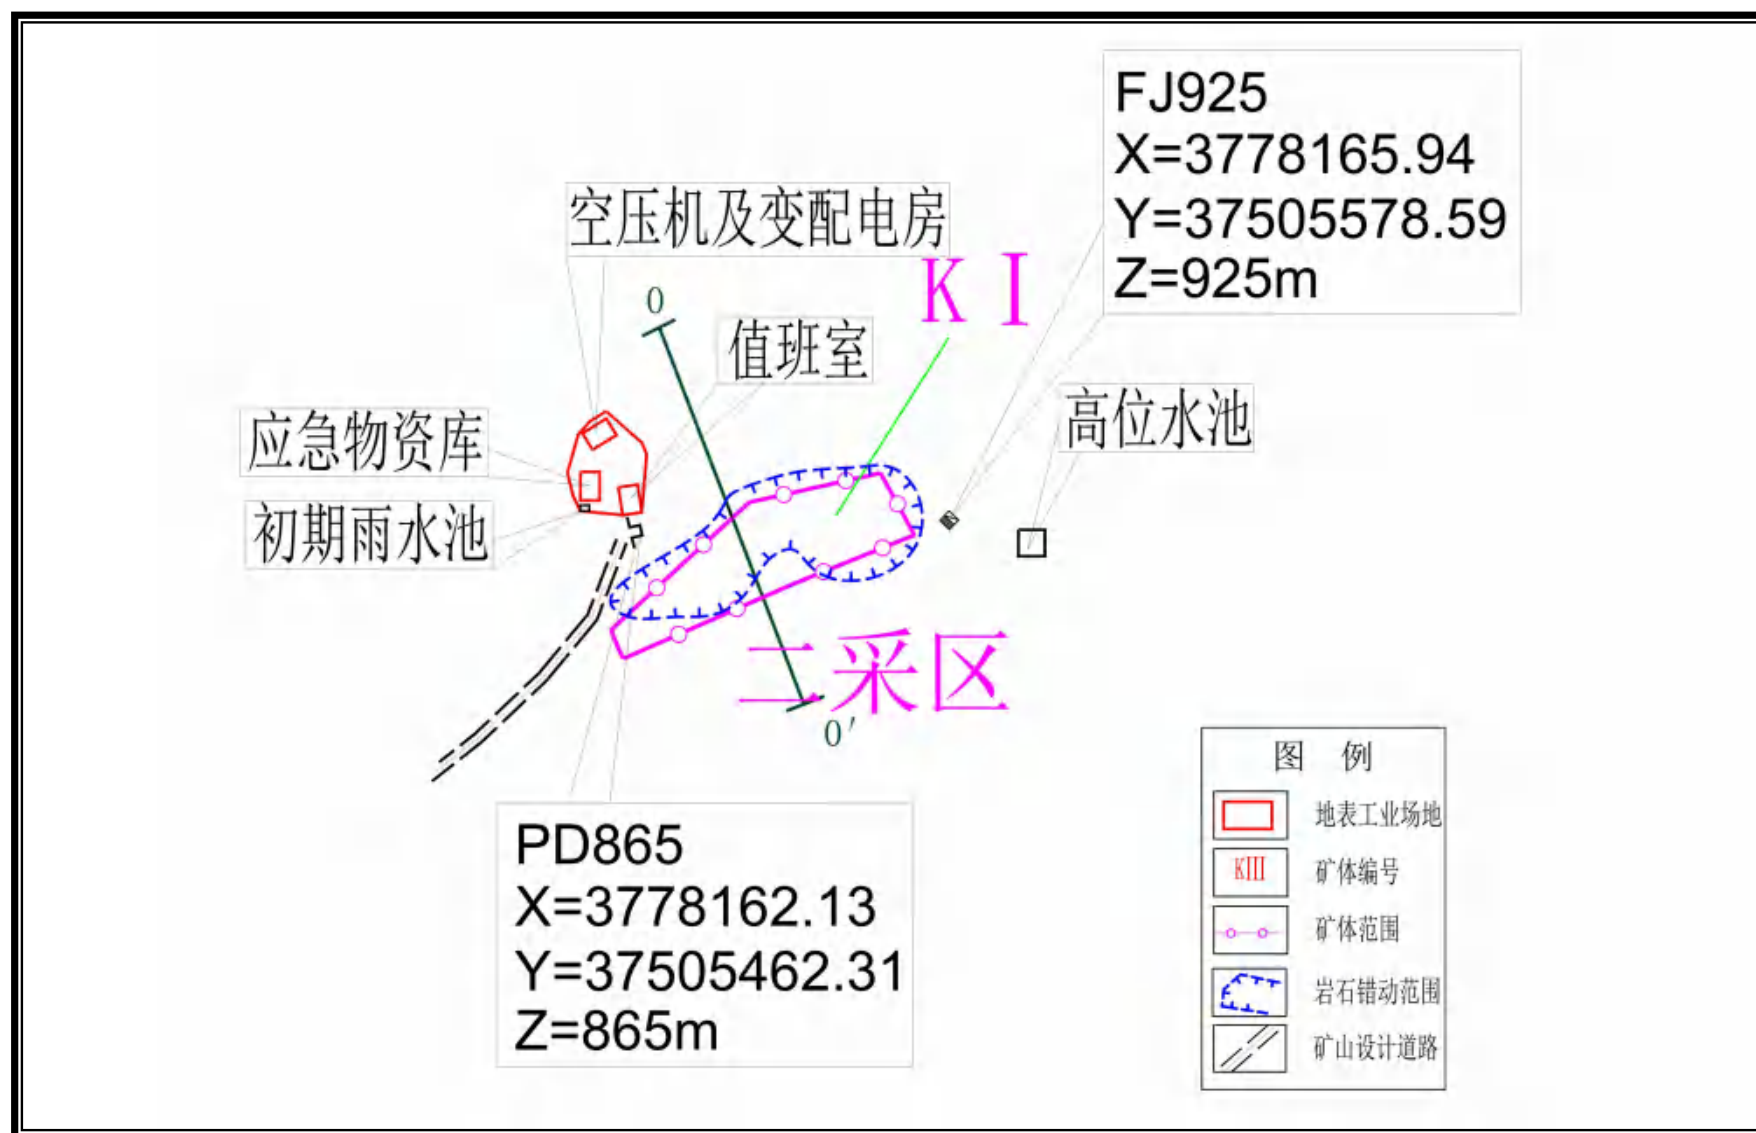 FJ925
X=3778165.94
Y=37505578.59
Z=925m
空压机及变配电房
KⅠ
0
值班室
高位水池
应急物资库
初期雨水池
二采区
0′
PD865
X=3778162.13
Y=37505462.31
Z=865m
图 例
地表工业场地
KIII
矿体编号
矿体范围
岩石错动范围
矿山设计道路